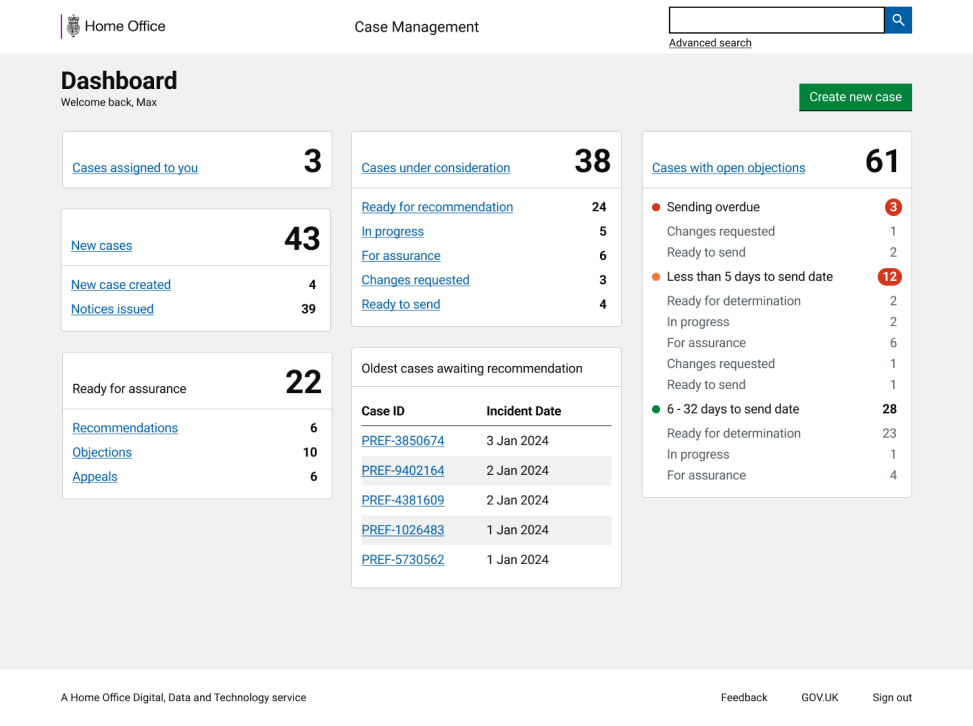 Home Office
Case Management
Advanced search
Dashboard
Welcome back, Max
Create new case
Cases assigned to you 3
New cases 43
New case created 4
Notices issued 39
Ready for assurance 22
Recommendations 6
Objections 10
Appeals 6
Cases under consideration 38
Ready for recommendation 24
In progress 5
For assurance 6
Changes requested 3
Ready to send 4
Oldest cases awaiting recommendation
Case ID Incident Date
PREF-3850674 3 Jan 2024
PREF-9402164 2 Jan 2024
PREF-4381609 2 Jan 2024
PREF-1026483 1 Jan 2024
PREF-5730562 1 Jan 2024
Cases with open objections 61
Sending overdue 3
Changes requested 1
Ready to send 2
Less than 5 days to send date 12
Ready for determination 2
In progress 2
For assurance 6
Changes requested 1
Ready to send 1
6 - 32 days to send date 28
Ready for determination 23
In progress 1
For assurance 4
A Home Office Digital, Data and Technology service
Feedback GOV.UK Sign out